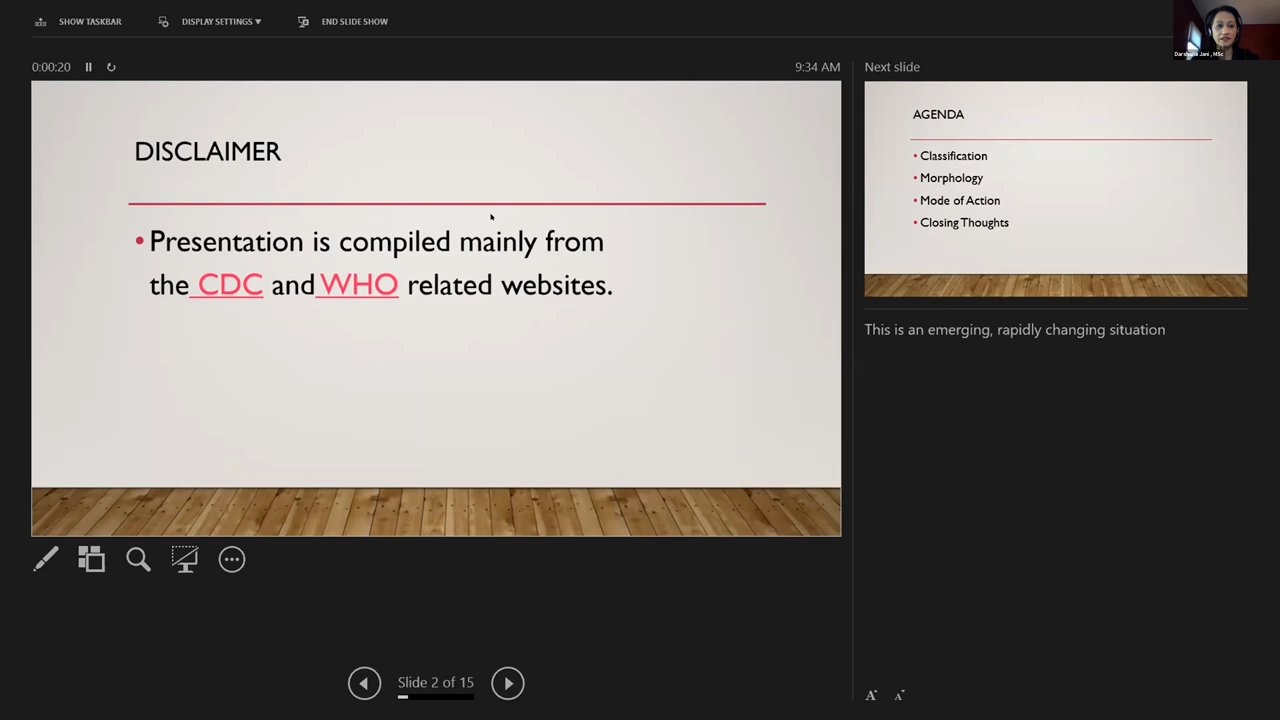 SHOW TASKBAR
DISPLAY SETTINGS ▼
END SLIDE SHOW
0:00:20
9:34 AM
DISCLAIMER
• Presentation is compiled mainly from
the CDC and WHO related websites.
Slide 2 of 15
Jani, MSc
Next slide
AGENDA
• Classification
• Morphology
• Mode of Action
• Closing Thoughts
This is an emerging, rapidly changing situation
A A